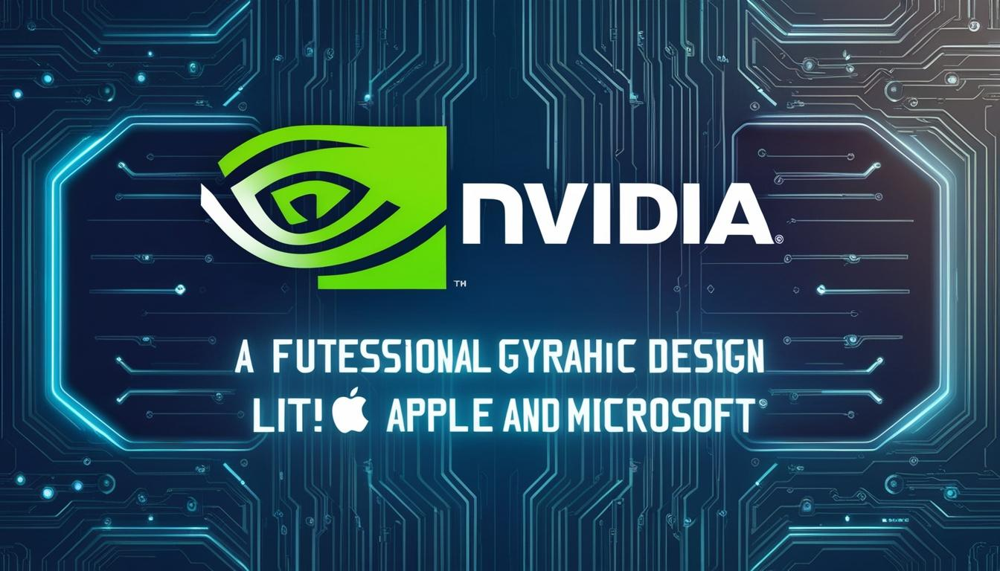 nVIDIA®
TM
A FUTESSIONAL GYRAHIC DESIGN
LIT! APPLE AND MICROSOFT